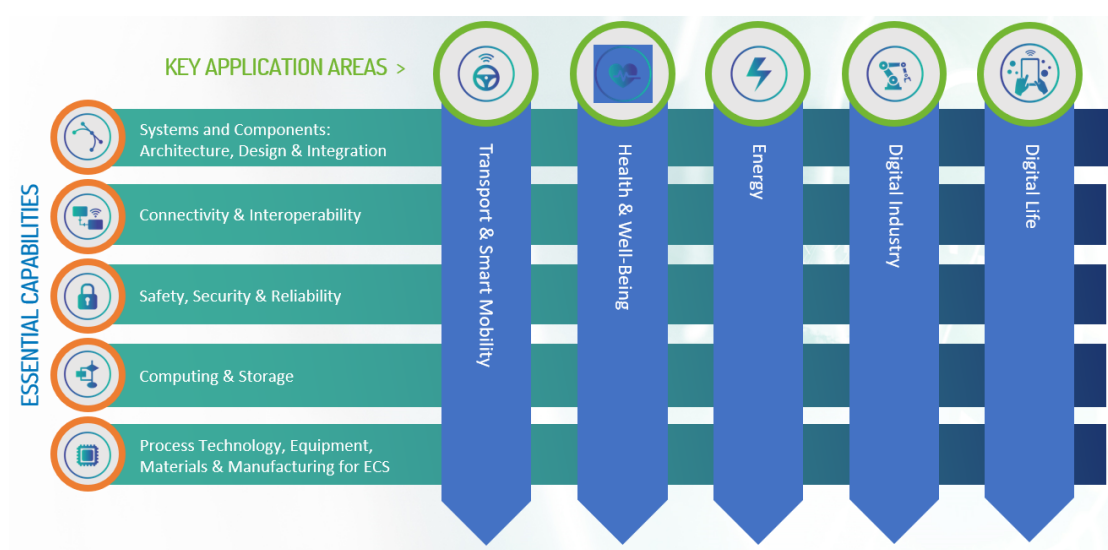 KEY APPLICATION AREAS >
ESSENTIAL CAPABILITIES
Systems and Components:
Architecture, Design & Integration
Connectivity & Interoperability
Safety, Security & Reliability
Computing & Storage
Process Technology, Equipment,
Materials & Manufacturing for ECS
Transport & Smart Mobility
Health & Well-Being
Energy
Digital Industry
Digital Life